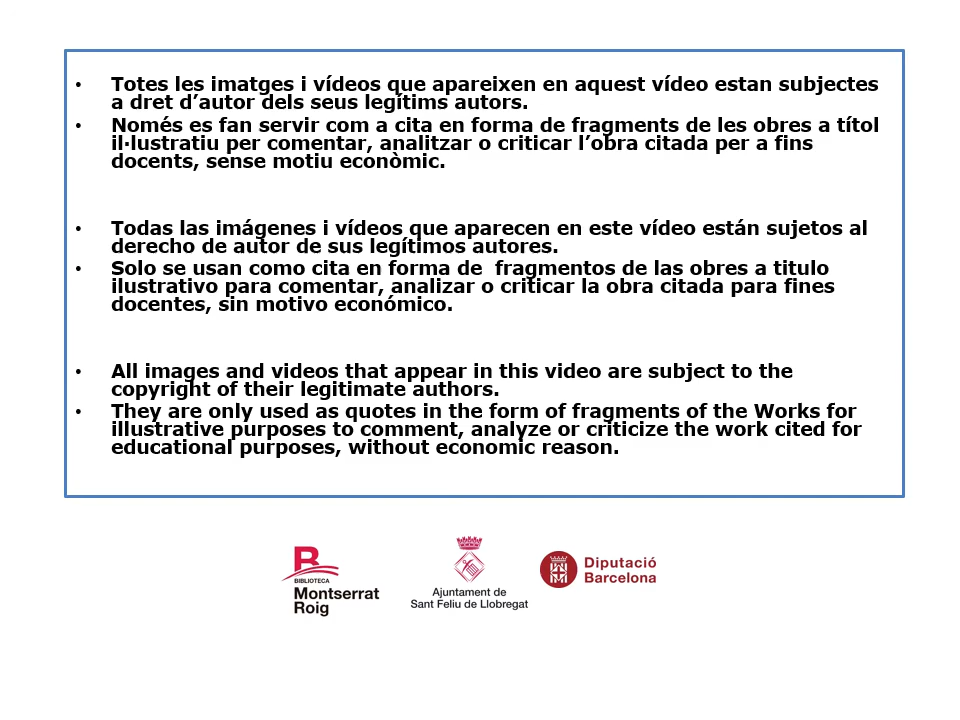 • Totes les imatges i vídeos que apareixen en aquest vídeo estan subjectes
a dret d’autor dels seus legítims autors.
• Només es fan servir com a cita en forma de fragments de les obres a títol
il·lustratiu per comentar, analitzar o criticar l’obra citada per a fins
docents, sense motiu econòmic.
• Todas las imágenes i vídeos que aparecen en este vídeo están sujetos al
derecho de autor de sus legítimos autores.
• Solo se usan como cita en forma de  fragmentos de las obres a titulo
ilustrativo para comentar, analizar o criticar la obra citada para fines
docentes, sin motivo económico.
• All images and videos that appear in this video are subject to the
copyright of their legitimate authors.
• They are only used as quotes in the form of fragments of the Works for
illustrative purposes to comment, analyze or criticize the work cited for
educational purposes, without economic reason.
B
BIBLIOTECA
Montserrat
Roig
Ajuntament de
Sant Feliu de Llobregat
Diputació
Barcelona